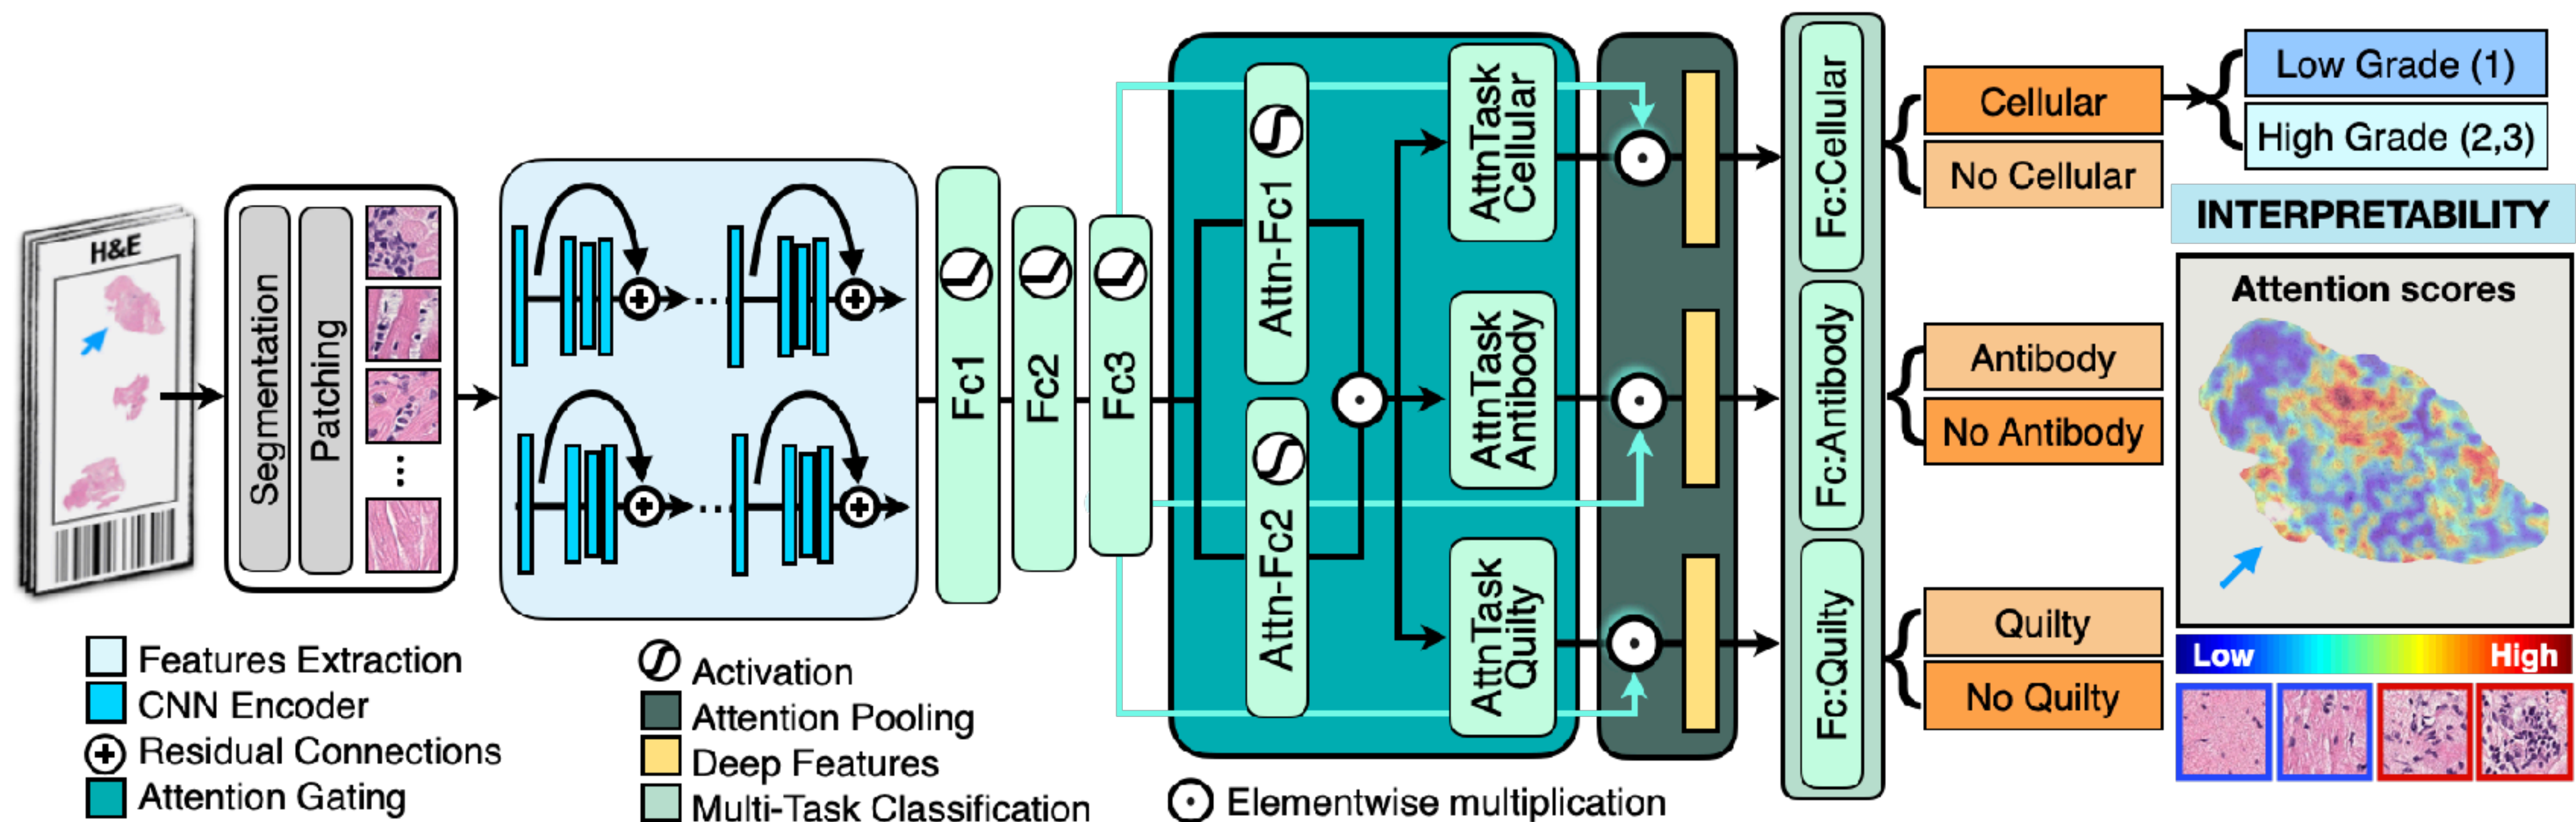 H&E
Segmentation
Patching
Fc1
Fc2
Fc3
Attn-Fc1
Attn-Fc2
AttnTask
Cellular
AttnTask
Antibody
AttnTask
Quilty
Fc:Cellular
Fc:Antibody
Fc:Quilty
Cellular
No Cellular
Low Grade (1)
High Grade (2,3)
Antibody
No Antibody
Quilty
No Quilty
INTERPRETABILITY
Attention scores
Low
High
Features Extraction
CNN Encoder
Residual Connections
Attention Gating
Activation
Attention Pooling
Deep Features
Multi-Task Classification
Elementwise multiplication